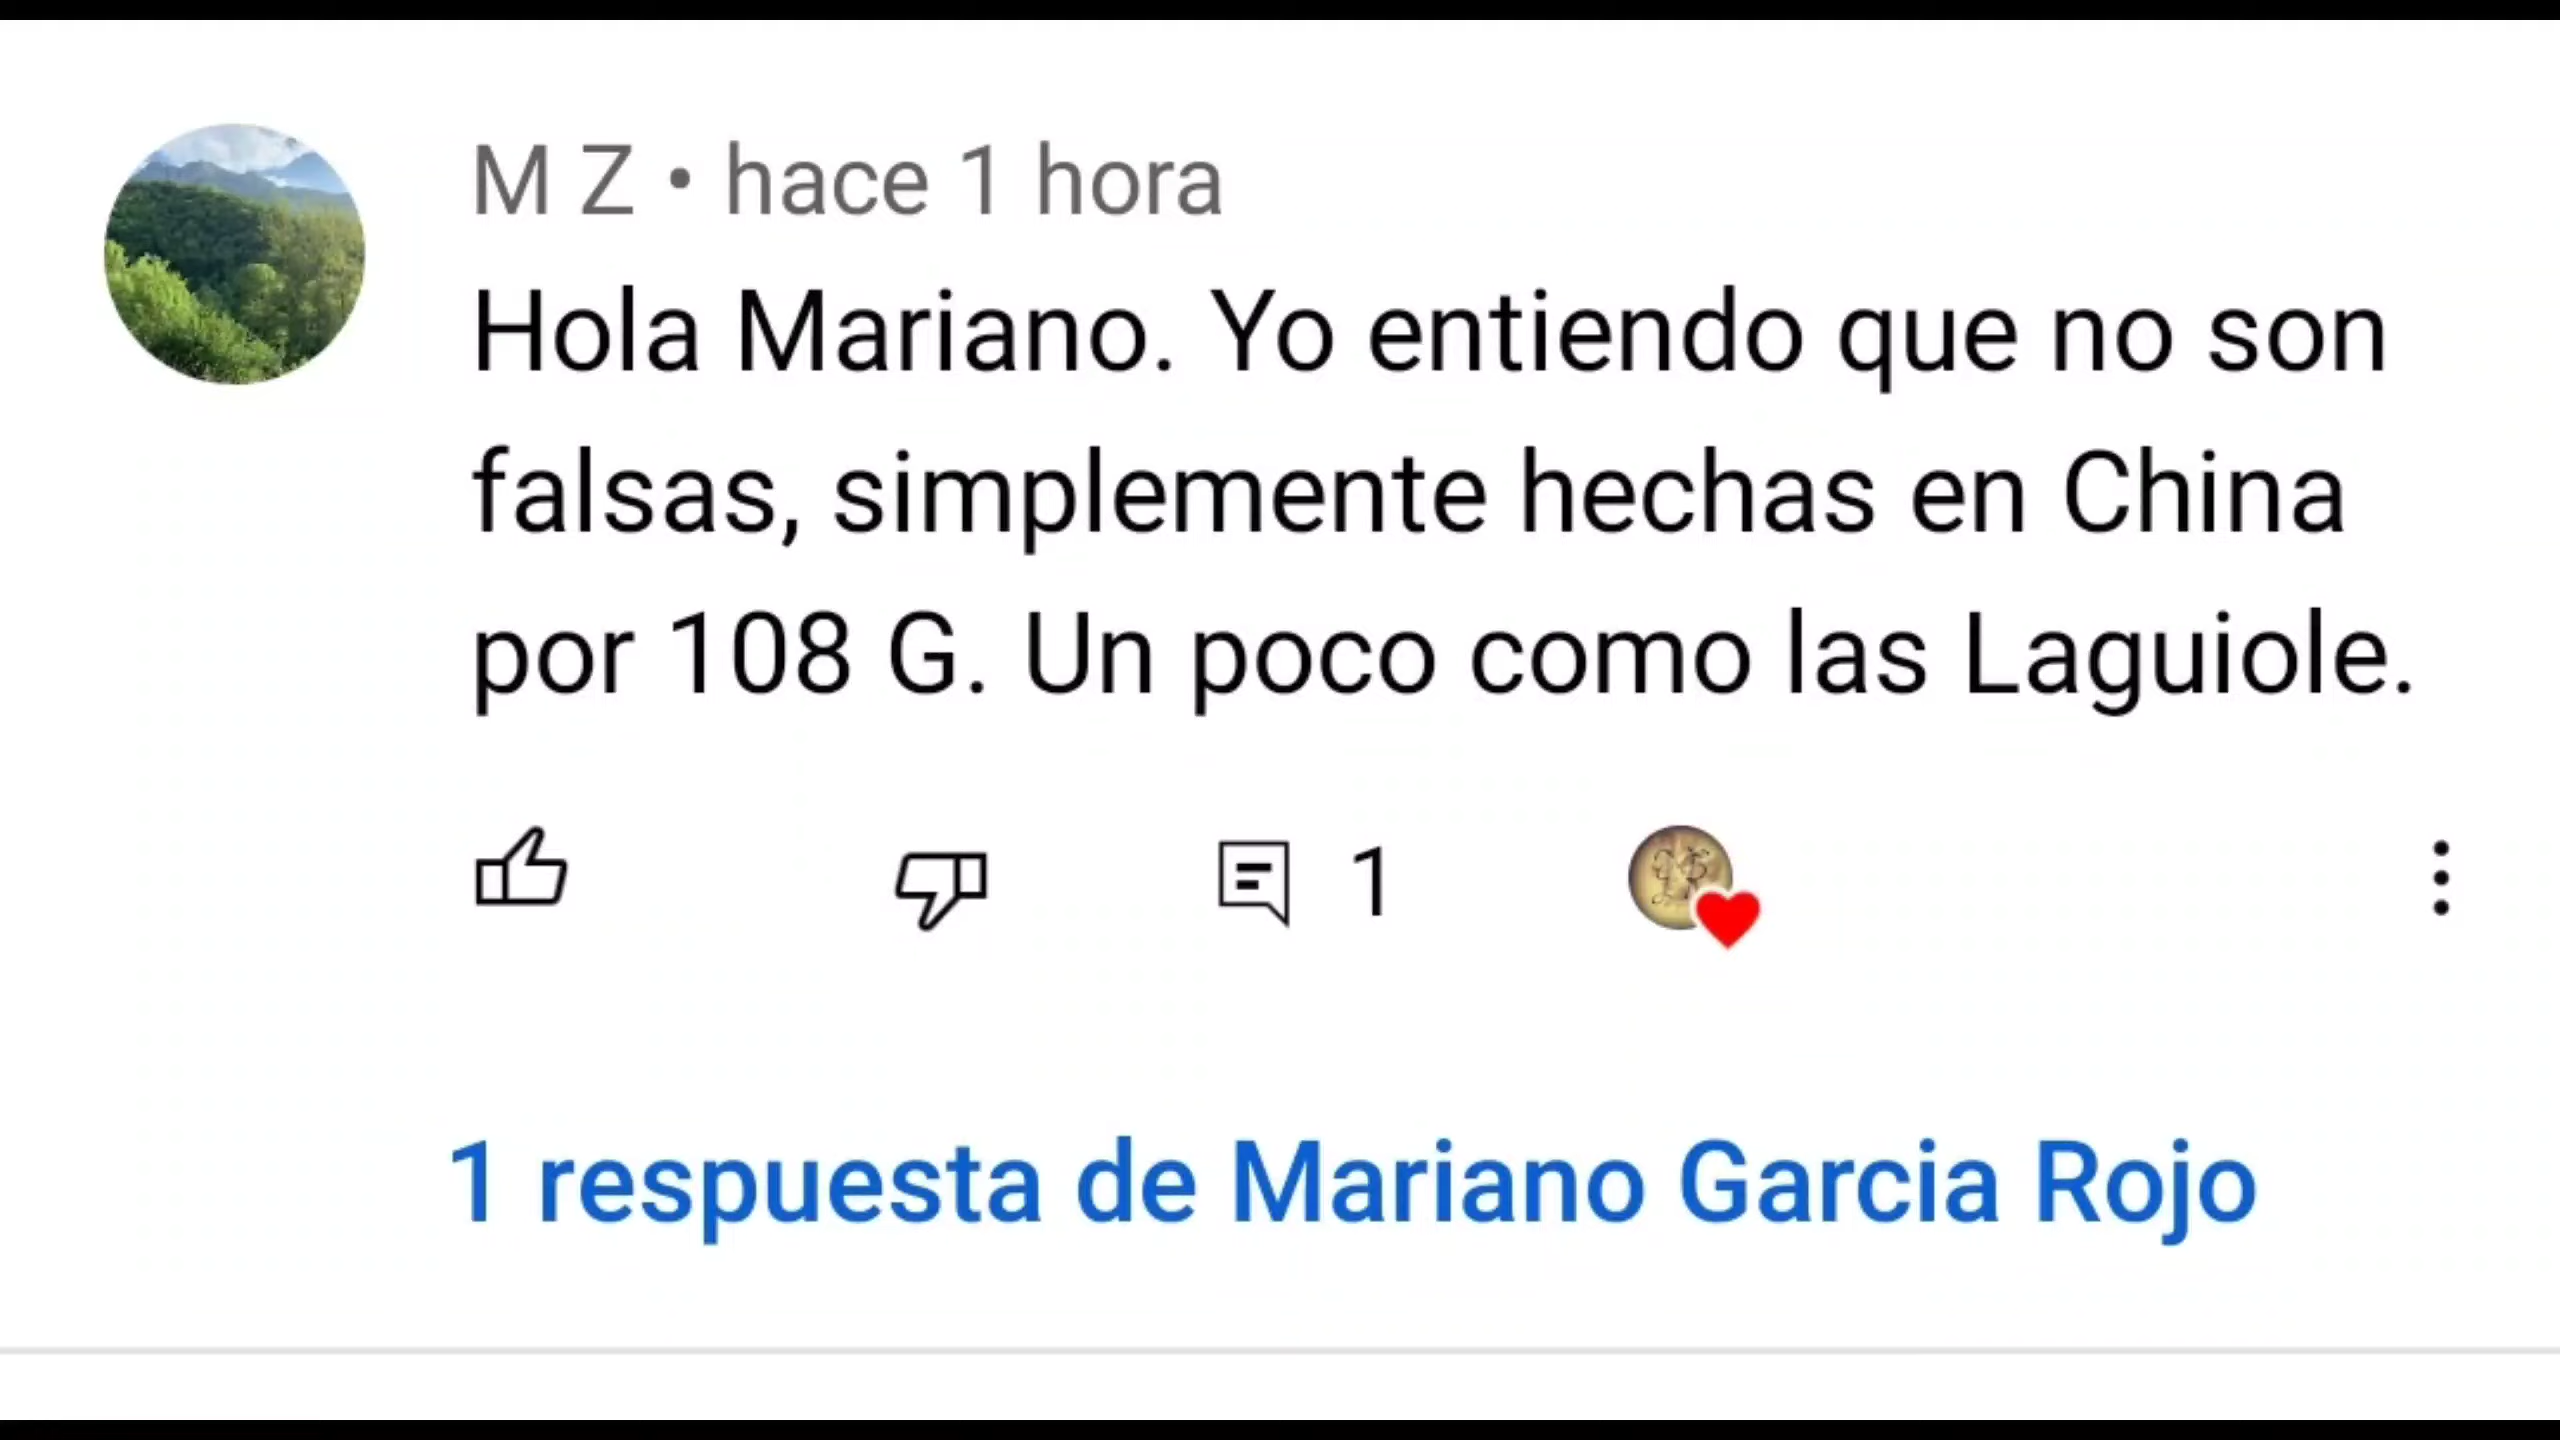 M Z • hace 1 hora
Hola Mariano. Yo entiendo que no son
falsas, simplemente hechas en China
por 108 G. Un poco como las Laguiole.
1
1 respuesta de Mariano Garcia Rojo